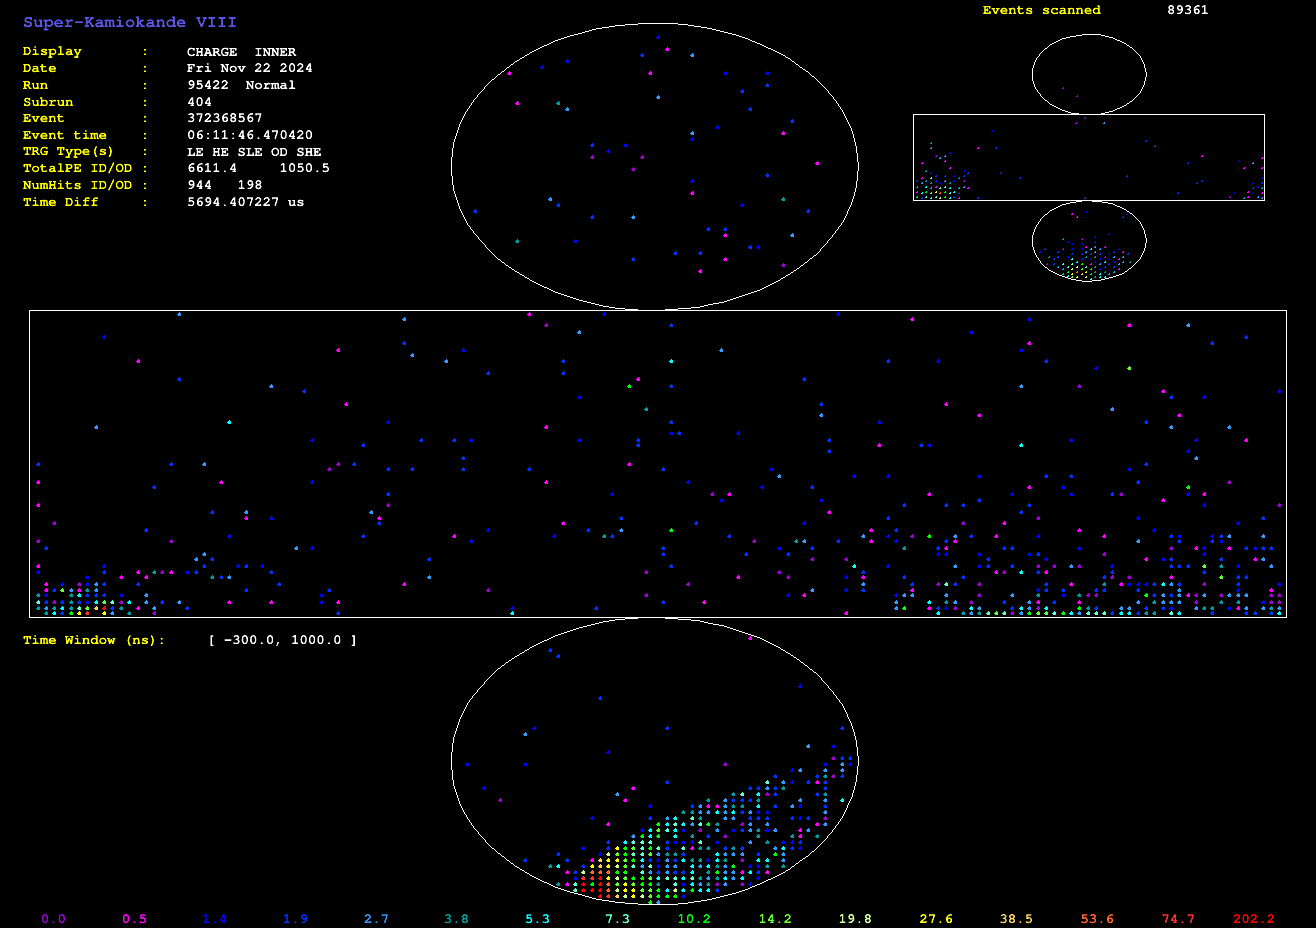 Super-Kamiokande VIII
Events scanned 89361
Display : CHARGE INNER
Date : Fri Nov 22 2024
Run : 95422 Normal
Subrun : 404
Event : 372368567
Event time : 06:11:46.470420
TRG Type(s) : LE HE SLE OD SHE
TotalPE ID/OD : 6611.4 1050.5
NumHits ID/OD : 944 198
Time Diff : 5694.407227 us
Time Window (ns): [ -300.0, 1000.0 ]
0.0 0.5 1.4 1.9 2.7 3.8 5.3 7.3 10.2 14.2 19.8 27.6 38.5 53.6 74.7 202.2